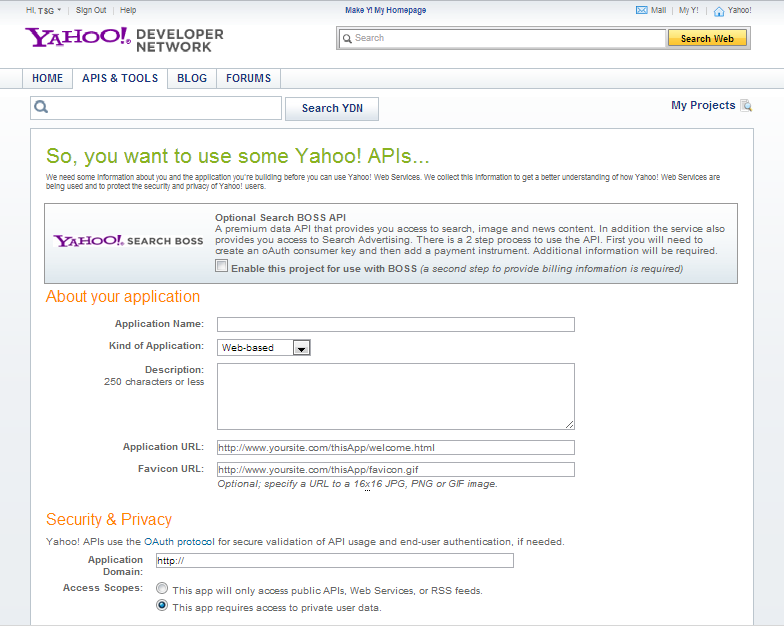 Hi, TSG Sign Out Help Make Y! My Homepage Mail My Y! Yahoo!
YAHOO! DEVELOPER NETWORK
Search Search Web
HOME APIS & TOOLS BLOG FORUMS
Search YDN My Projects
So, you want to use some Yahoo! APIs...
We need some information about you and the application you're building before you can use Yahoo! Web Services. We collect this information to get a better understanding of how Yahoo! Web Services are
being used and to protect the security and privacy of Yahoo! users.
YAHOO! SEARCH BOSS
Optional Search BOSS API
A premium data API that provides you access to search, image and news content. In addition the service also
provides you access to Search Advertising. There is a 2 step process to use the API. First you will need to
create an oAuth consumer key and then add a payment instrument. Additional information will be required.
Enable this project for use with BOSS (a second step to provide billing information is required)
About your application
Application Name:
Kind of Application: Web-based
Description:
250 characters or less
Application URL: http://www.yoursite.com/thisApp/welcome.html
Favicon URL: http://www.yoursite.com/thisApp/favicon.gif
Optional; specify a URL to a 16x16 JPG, PNG or GIF image.
Security & Privacy
Yahoo! APIs use the OAuth protocol for secure validation of API usage and end-user authentication, if needed.
Application Domain: http://
Access Scopes: This app will only access public APIs, Web Services, or RSS feeds.
This app requires access to private user data.